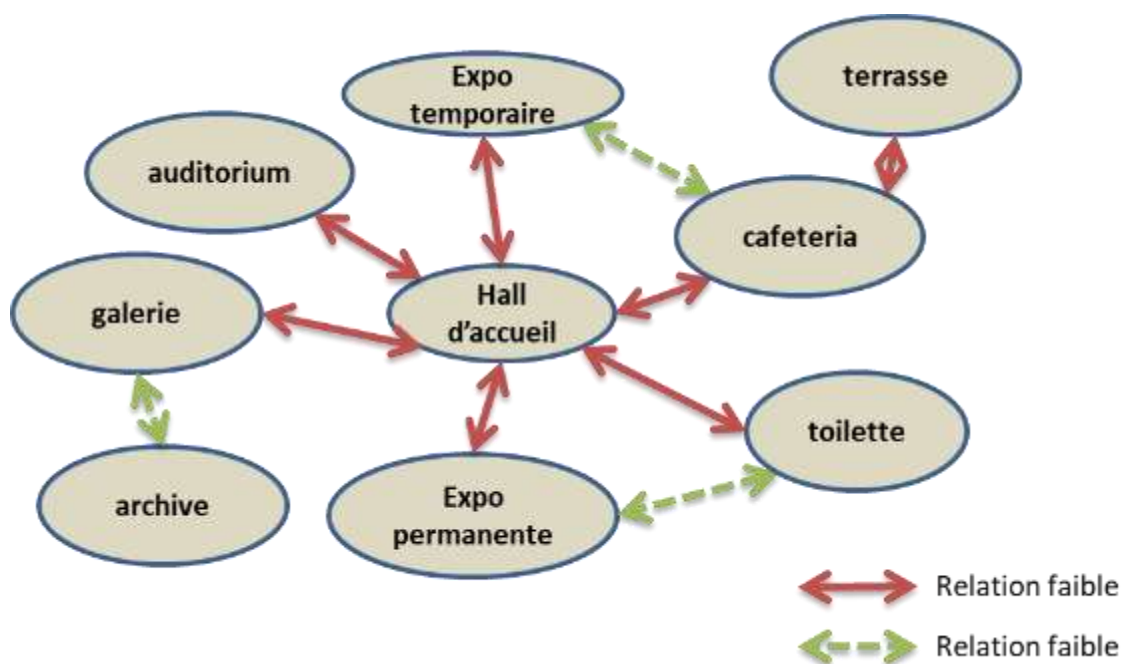 Expo
temporaire
terrasse
auditorium
cafeteria
Hall
d'accueil
galerie
toilette
archive
Expo
permanente
Relation faible
Relation faible